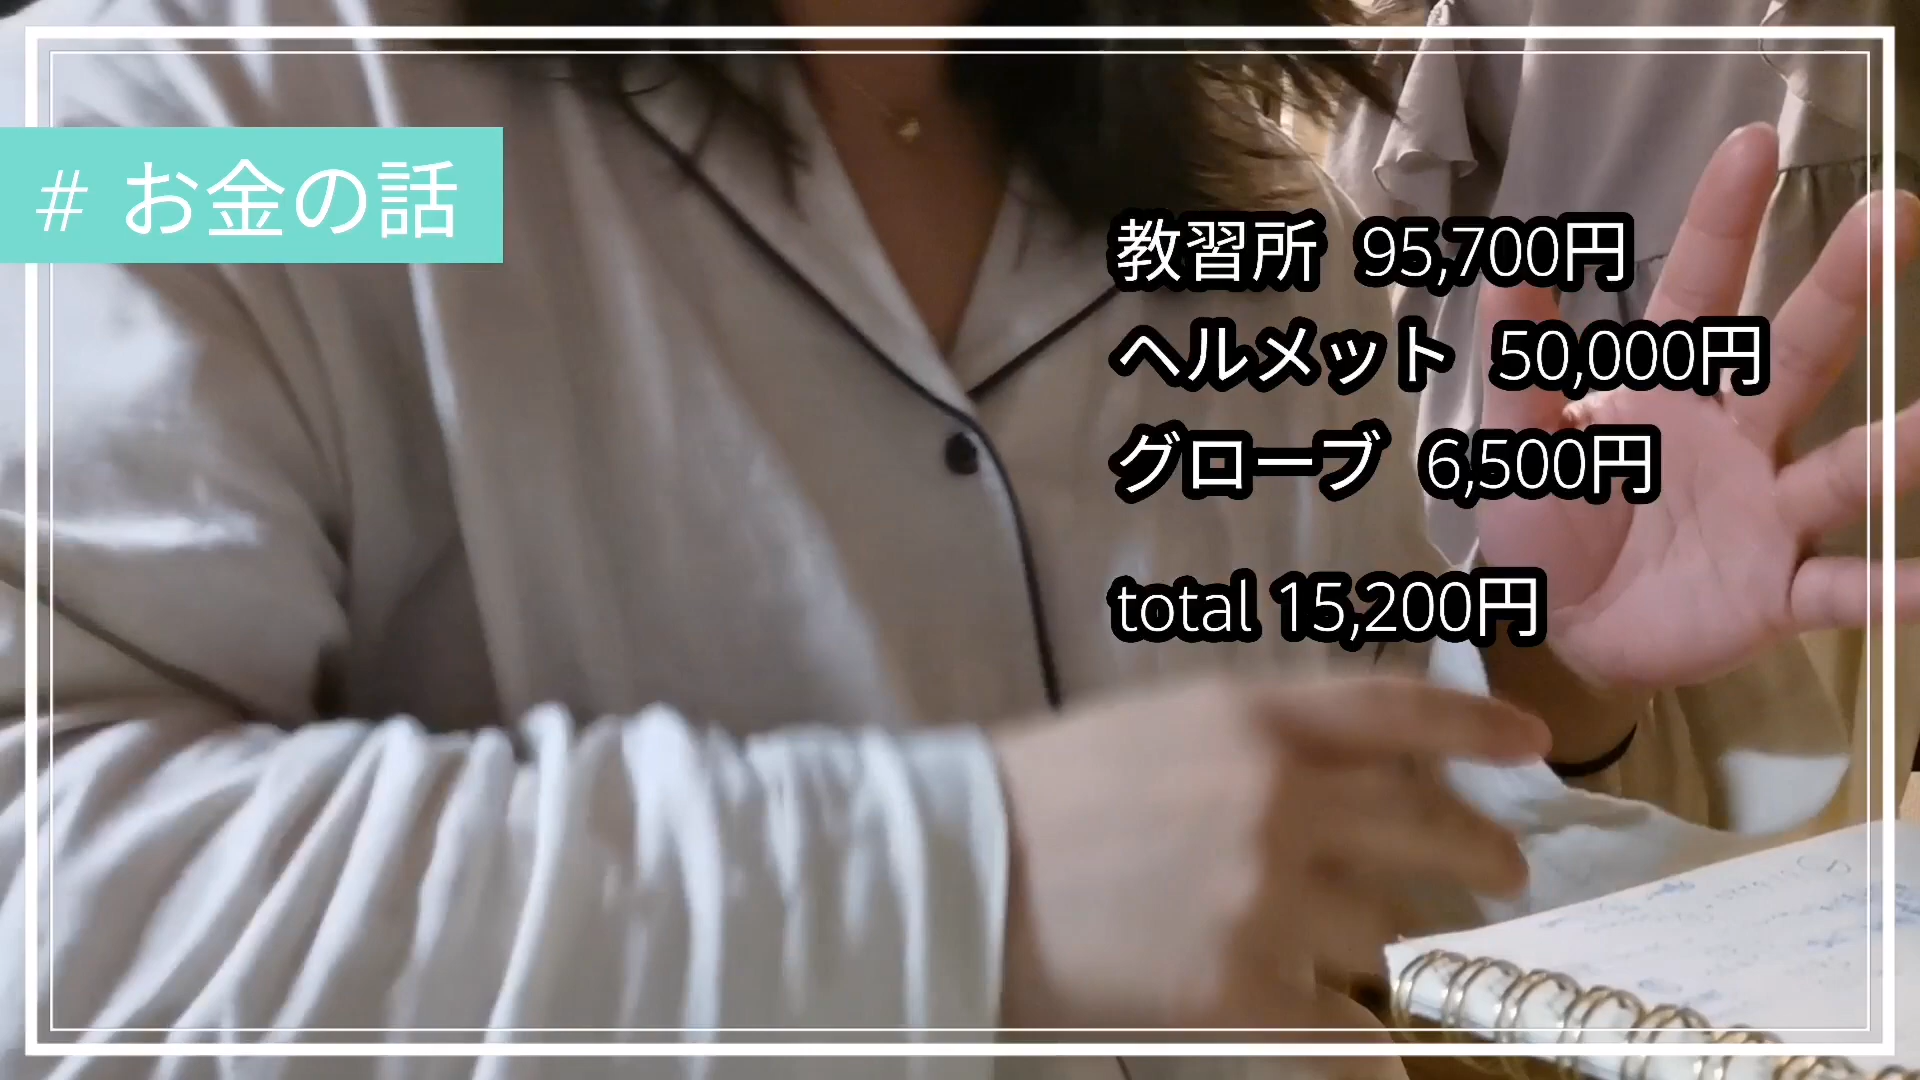 # お金の話
教習所 95,700円
ヘルメット 50,000円
グローブ 6,500円
total 15,200円